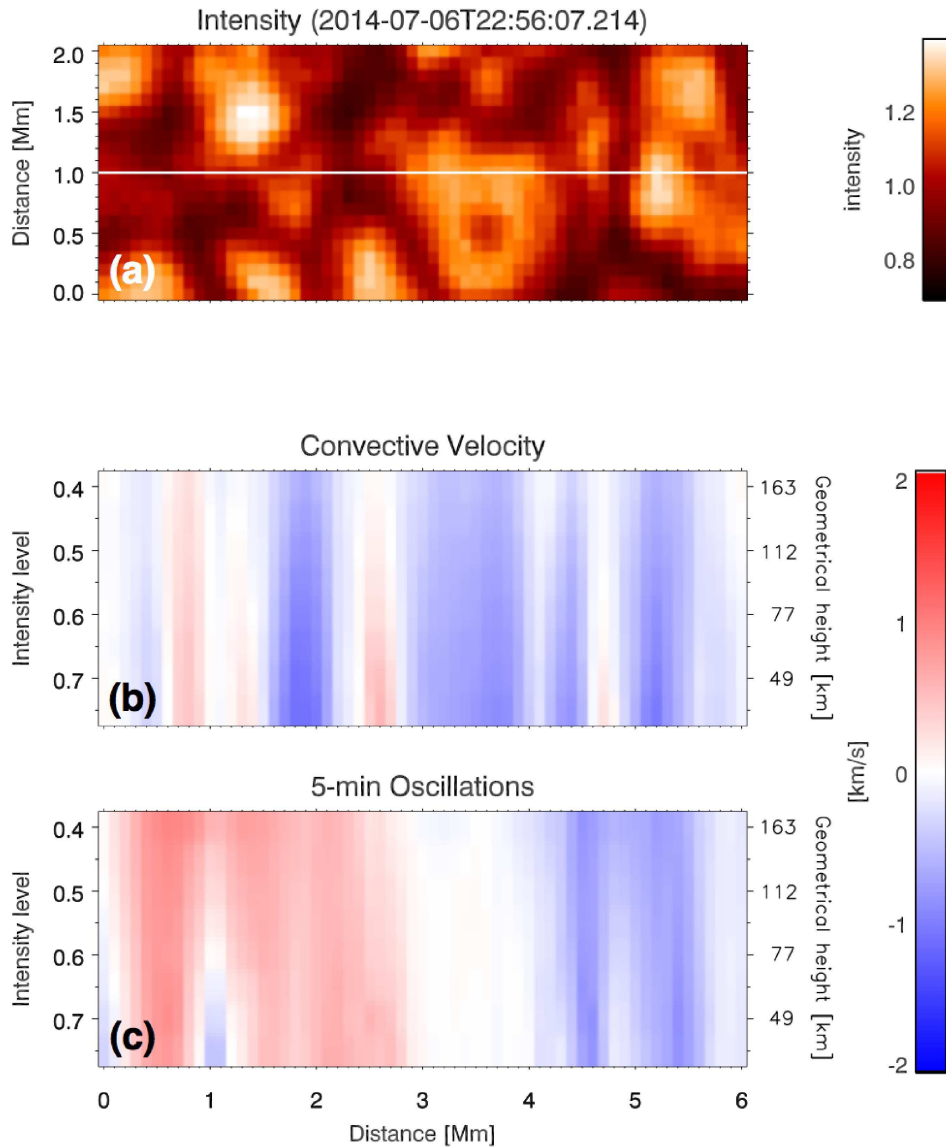 Intensity (2014-07-06T22:56:07.214)
Distance [Mm]
2.0
1.5
1.0
0.5
0.0
(a)
intensity
1.2
1.0
0.8
Convective Velocity
Intensity level
0.4
0.5
0.6
0.7
(b)
163
112
77
49
Geometrical height [km]
5-min Oscillations
Intensity level
0.4
0.5
0.6
0.7
(c)
163
112
77
49
Geometrical height [km]
0 1 2 3 4 5 6
Distance [Mm]
[km/s]
2
1
0
-1
-2